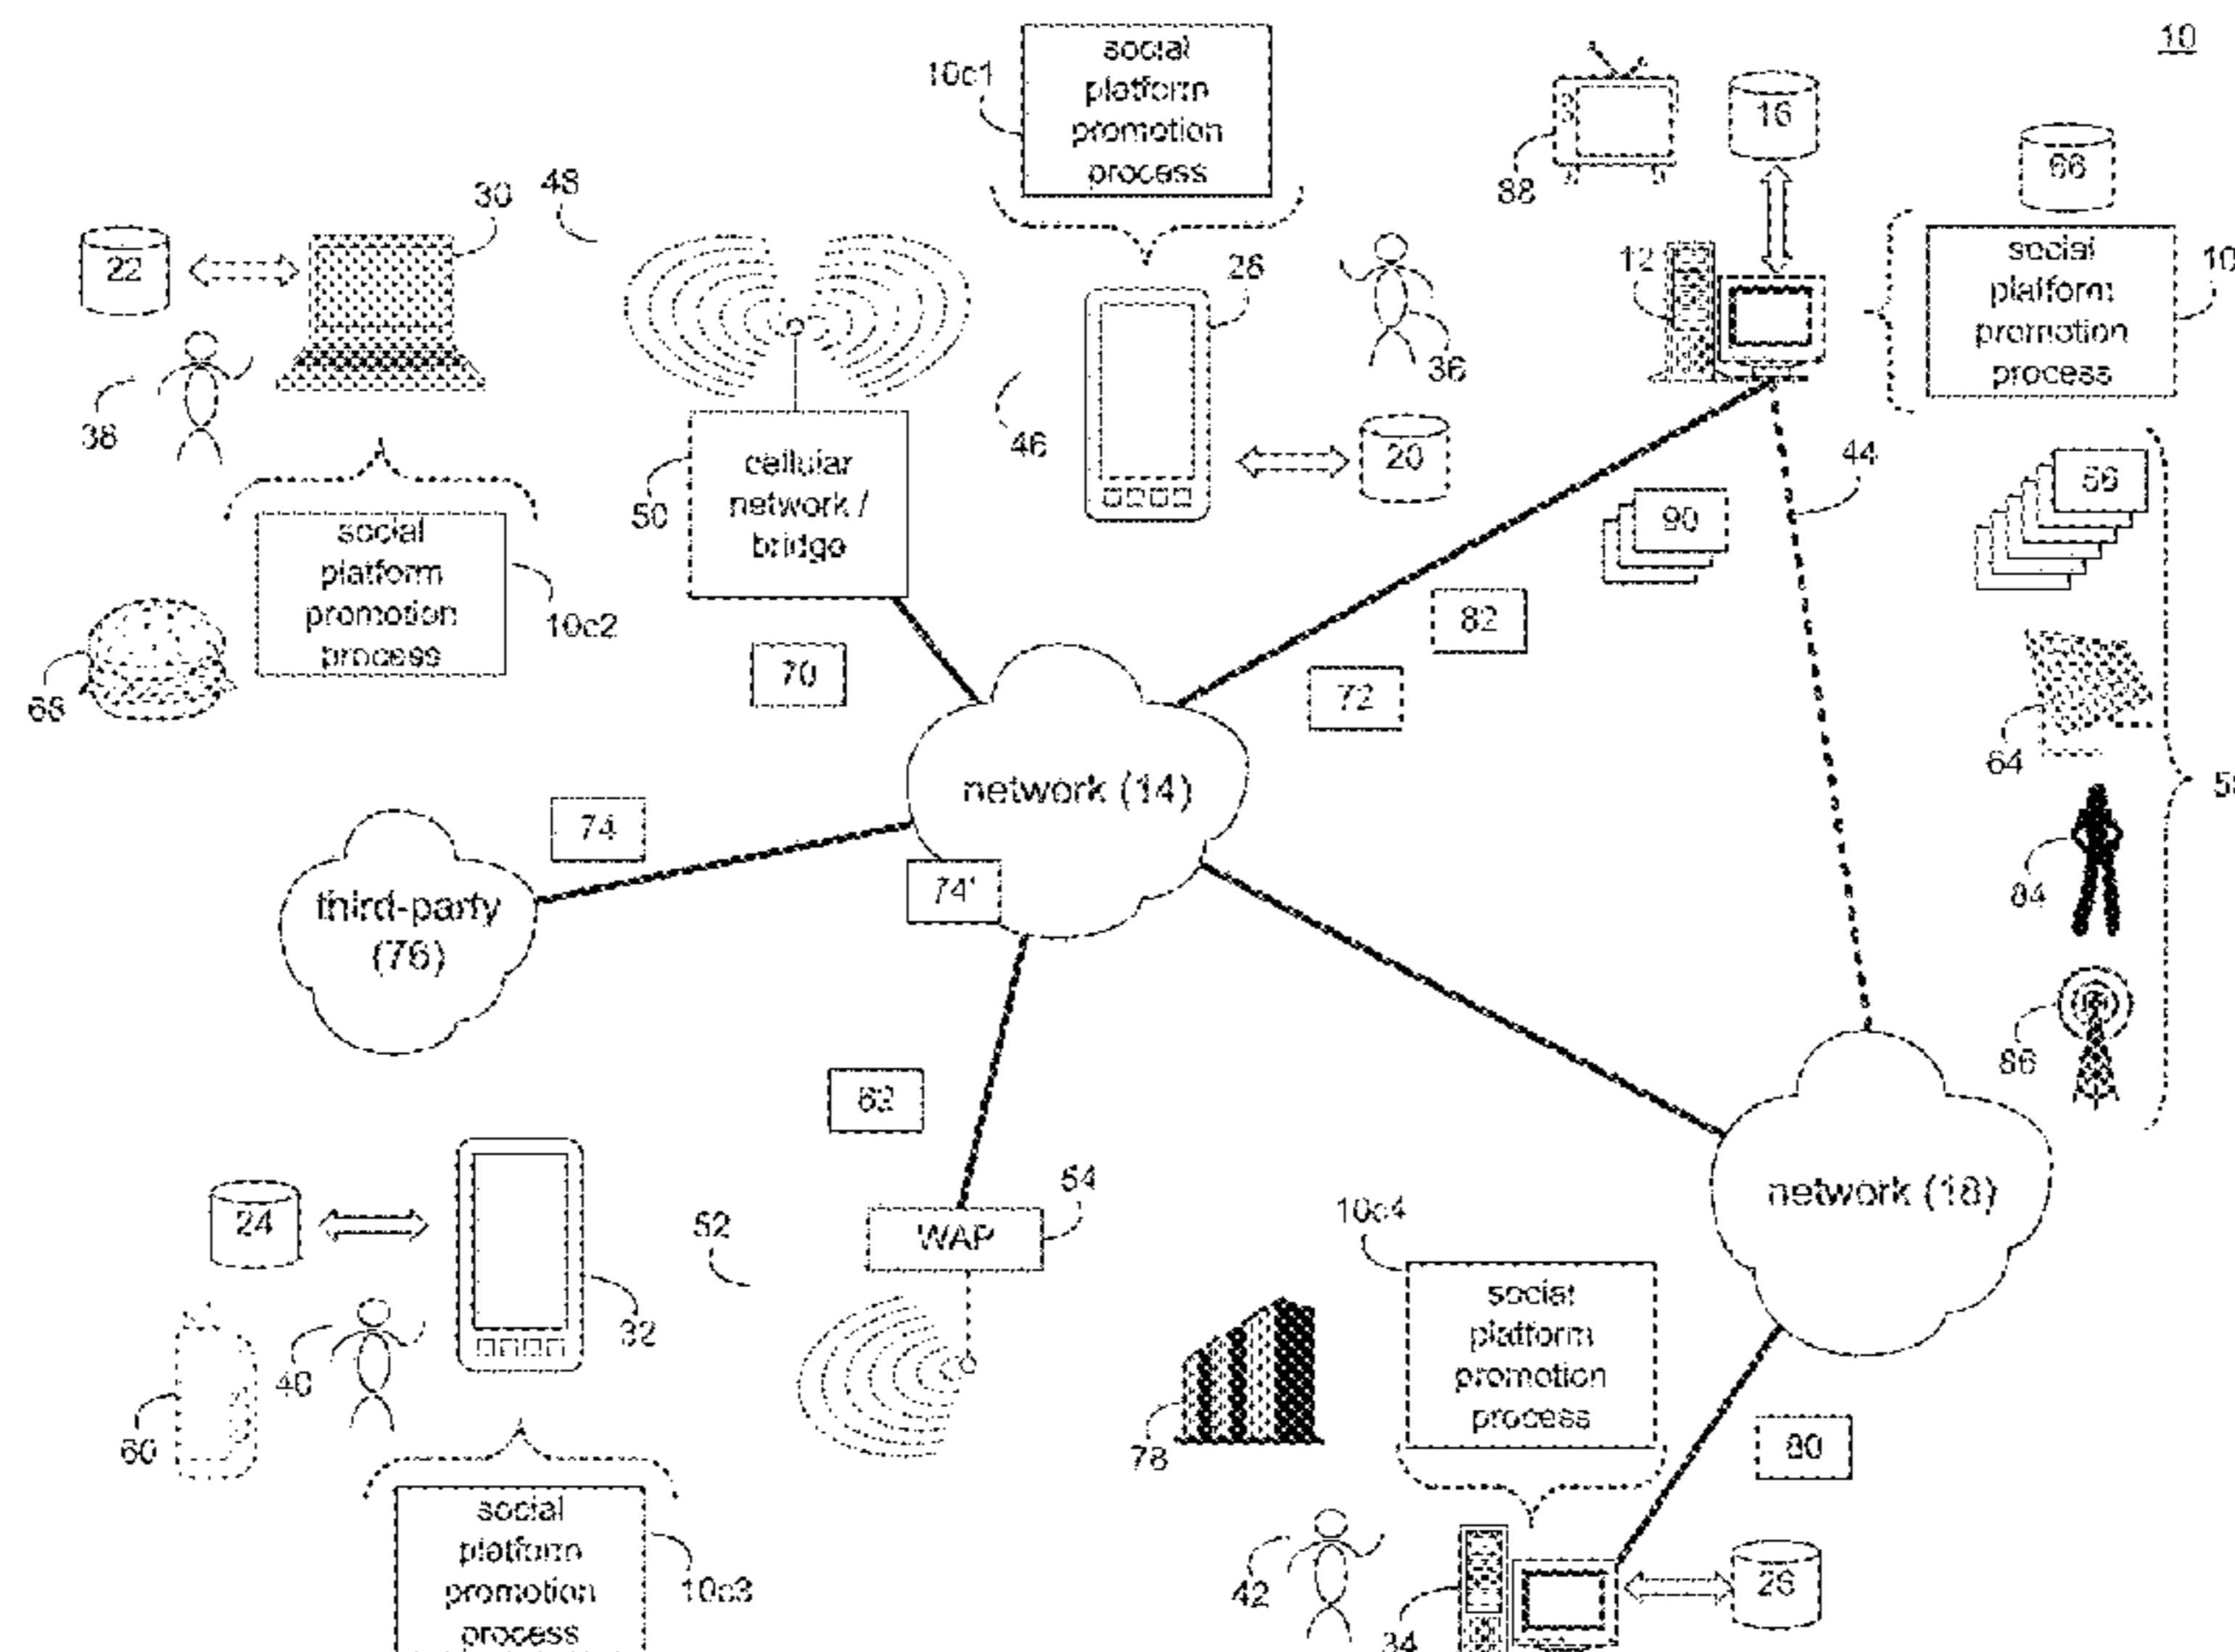 10
social
platform
promotion
process
10c1
88
16
66
social
platform
promotion
process
12
30
48
22
38
28
36
46
20
cellular
network /
bridge
50
44
90
82
72
70
social
platform
promotion
process
10c2
68
64
84
86
network (14)
74
74'
third-party
(76)
62
54
WAP
52
network (18)
24
32
40
60
social
platform
promotion
process
10c3
10c4
social
platform
promotion
process
78
80
42
34
26